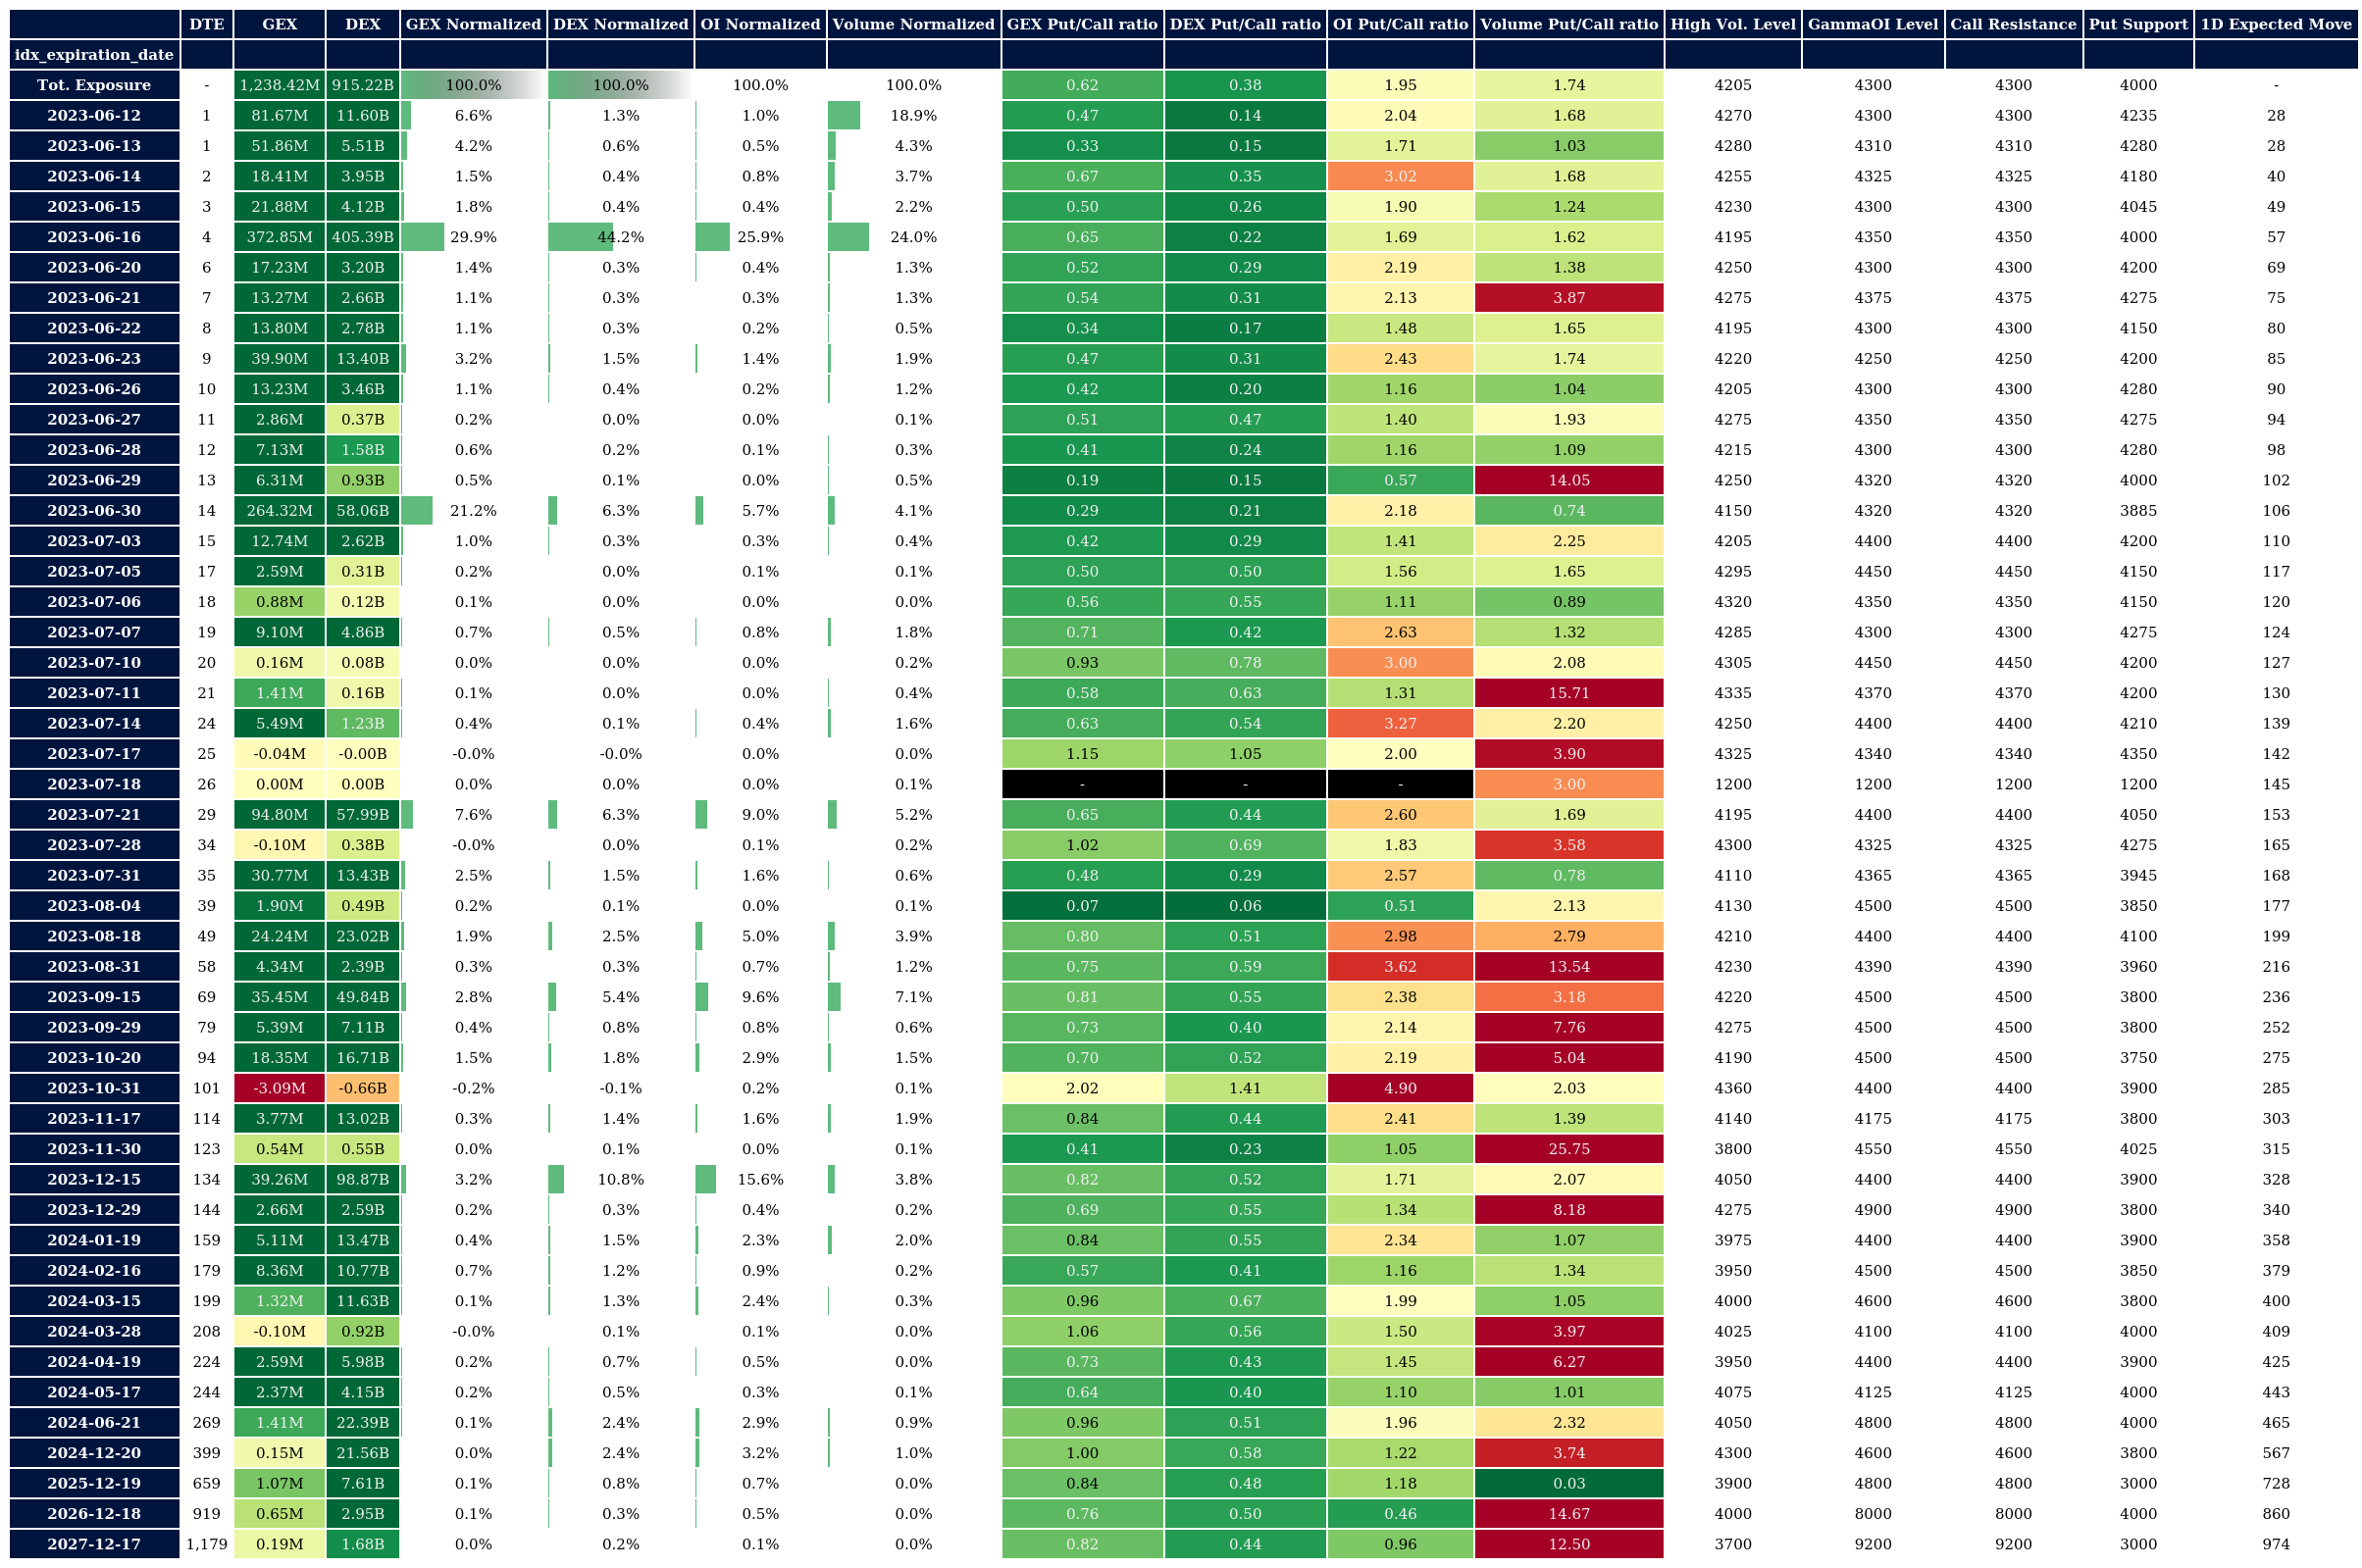 DTE GEX DEX GEX Normalized DEX Normalized OI Normalized Volume Normalized GEX Put/Call ratio DEX Put/Call ratio OI Put/Call ratio Volume Put/Call ratio High Vol. Level GammaOI Level Call Resistance Put Support 1D Expected Move
idx_expiration_date
Tot. Exposure - 1,238.42M 915.22B 100.0% 100.0% 100.0% 100.0% 0.62 0.38 1.95 1.74 4205 4300 4300 4000 -
2023-06-12 1 81.67M 11.60B 6.6% 1.3% 1.0% 18.9% 0.47 0.14 2.04 1.68 4270 4300 4300 4235 28
2023-06-13 1 51.86M 5.51B 4.2% 0.6% 0.5% 4.3% 0.33 0.15 1.71 1.03 4280 4310 4310 4280 28
2023-06-14 2 18.41M 3.95B 1.5% 0.4% 0.8% 3.7% 0.67 0.35 3.02 1.68 4255 4325 4325 4180 40
2023-06-15 3 21.88M 4.12B 1.8% 0.4% 0.4% 2.2% 0.50 0.26 1.90 1.24 4230 4300 4300 4045 49
2023-06-16 4 372.85M 405.39B 29.9% 44.2% 25.9% 24.0% 0.65 0.22 1.69 1.62 4195 4350 4350 4000 57
2023-06-20 6 17.23M 3.20B 1.4% 0.3% 0.4% 1.3% 0.52 0.29 2.19 1.38 4250 4300 4300 4200 69
2023-06-21 7 13.27M 2.66B 1.1% 0.3% 0.3% 1.3% 0.54 0.31 2.13 3.87 4275 4375 4375 4275 75
2023-06-22 8 13.80M 2.78B 1.1% 0.3% 0.2% 0.5% 0.34 0.17 1.48 1.65 4195 4300 4300 4150 80
2023-06-23 9 39.90M 13.40B 3.2% 1.5% 1.4% 1.9% 0.47 0.31 2.43 1.74 4220 4250 4250 4200 85
2023-06-26 10 13.23M 3.46B 1.1% 0.4% 0.2% 1.2% 0.42 0.20 1.16 1.04 4205 4300 4300 4280 90
2023-06-27 11 2.86M 0.37B 0.2% 0.0% 0.0% 0.1% 0.51 0.47 1.40 1.93 4275 4350 4350 4275 94
2023-06-28 12 7.13M 1.58B 0.6% 0.2% 0.1% 0.3% 0.41 0.24 1.16 1.09 4215 4300 4300 4280 98
2023-06-29 13 6.31M 0.93B 0.5% 0.1% 0.0% 0.5% 0.19 0.15 0.57 14.05 4250 4320 4320 4000 102
2023-06-30 14 264.32M 58.06B 21.2% 6.3% 5.7% 4.1% 0.29 0.21 2.18 0.74 4150 4320 4320 3885 106
2023-07-03 15 12.74M 2.62B 1.0% 0.3% 0.3% 0.4% 0.42 0.29 1.41 2.25 4205 4400 4400 4200 110
2023-07-05 17 2.59M 0.31B 0.2% 0.0% 0.1% 0.1% 0.50 0.50 1.56 1.65 4295 4450 4450 4150 117
2023-07-06 18 0.88M 0.12B 0.1% 0.0% 0.0% 0.0% 0.56 0.55 1.11 0.89 4320 4350 4350 4150 120
2023-07-07 19 9.10M 4.86B 0.7% 0.5% 0.8% 1.8% 0.71 0.42 2.63 1.32 4285 4300 4300 4275 124
2023-07-10 20 0.16M 0.08B 0.0% 0.0% 0.0% 0.2% 0.93 0.78 3.00 2.08 4305 4450 4450 4200 127
2023-07-11 21 1.41M 0.16B 0.1% 0.0% 0.0% 0.4% 0.58 0.63 1.31 15.71 4335 4370 4370 4200 130
2023-07-14 24 5.49M 1.23B 0.4% 0.1% 0.4% 1.6% 0.63 0.54 3.27 2.20 4250 4400 4400 4210 139
2023-07-17 25 -0.04M -0.00B -0.0% -0.0% 0.0% 0.0% 1.15 1.05 2.00 3.90 4325 4340 4340 4350 142
2023-07-18 26 0.00M 0.00B 0.0% 0.0% 0.0% 0.1% - - - 3.00 1200 1200 1200 1200 145
2023-07-21 29 94.80M 57.99B 7.6% 6.3% 9.0% 5.2% 0.65 0.44 2.60 1.69 4195 4400 4400 4050 153
2023-07-28 34 -0.10M 0.38B -0.0% 0.0% 0.1% 0.2% 1.02 0.69 1.83 3.58 4300 4325 4325 4275 165
2023-07-31 35 30.77M 13.43B 2.5% 1.5% 1.6% 0.6% 0.48 0.29 2.57 0.78 4110 4365 4365 3945 168
2023-08-04 39 1.90M 0.49B 0.2% 0.1% 0.0% 0.1% 0.07 0.06 0.51 2.13 4130 4500 4500 3850 177
2023-08-18 49 24.24M 23.02B 1.9% 2.5% 5.0% 3.9% 0.80 0.51 2.98 2.79 4210 4400 4400 4100 199
2023-08-31 58 4.34M 2.39B 0.3% 0.3% 0.7% 1.2% 0.75 0.59 3.62 13.54 4230 4390 4390 3960 216
2023-09-15 69 35.45M 49.84B 2.8% 5.4% 9.6% 7.1% 0.81 0.55 2.38 3.18 4220 4500 4500 3800 236
2023-09-29 79 5.39M 7.11B 0.4% 0.8% 0.8% 0.6% 0.73 0.40 2.14 7.76 4275 4500 4500 3800 252
2023-10-20 94 18.35M 16.71B 1.5% 1.8% 2.9% 1.5% 0.70 0.52 2.19 5.04 4190 4500 4500 3750 275
2023-10-31 101 -3.09M -0.66B -0.2% -0.1% 0.2% 0.1% 2.02 1.41 4.90 2.03 4360 4400 4400 3900 285
2023-11-17 114 3.77M 13.02B 0.3% 1.4% 1.6% 1.9% 0.84 0.44 2.41 1.39 4140 4175 4175 3800 303
2023-11-30 123 0.54M 0.55B 0.0% 0.1% 0.0% 0.1% 0.41 0.23 1.05 25.75 3800 4550 4550 4025 315
2023-12-15 134 39.26M 98.87B 3.2% 10.8% 15.6% 3.8% 0.82 0.52 1.71 2.07 4050 4400 4400 3900 328
2023-12-29 144 2.66M 2.59B 0.2% 0.3% 0.4% 0.2% 0.69 0.55 1.34 8.18 4275 4900 4900 3800 340
2024-01-19 159 5.11M 13.47B 0.4% 1.5% 2.3% 2.0% 0.84 0.55 2.34 1.07 3975 4400 4400 3900 358
2024-02-16 179 8.36M 10.77B 0.7% 1.2% 0.9% 0.2% 0.57 0.41 1.16 1.34 3950 4500 4500 3850 379
2024-03-15 199 1.32M 11.63B 0.1% 1.3% 2.4% 0.3% 0.96 0.67 1.99 1.05 4000 4600 4600 3800 400
2024-03-28 208 -0.10M 0.92B -0.0% 0.1% 0.1% 0.0% 1.06 0.56 1.50 3.97 4025 4100 4100 4000 409
2024-04-19 224 2.59M 5.98B 0.2% 0.7% 0.5% 0.0% 0.73 0.43 1.45 6.27 3950 4400 4400 3900 425
2024-05-17 244 2.37M 4.15B 0.2% 0.5% 0.3% 0.1% 0.64 0.40 1.10 1.01 4075 4125 4125 4000 443
2024-06-21 269 1.41M 22.39B 0.1% 2.4% 2.9% 0.9% 0.96 0.51 1.96 2.32 4050 4800 4800 4000 465
2024-12-20 399 0.15M 21.56B 0.0% 2.4% 3.2% 1.0% 1.00 0.58 1.22 3.74 4300 4600 4600 3800 567
2025-12-19 659 1.07M 7.61B 0.1% 0.8% 0.7% 0.0% 0.84 0.48 1.18 0.03 3900 4800 4800 3000 728
2026-12-18 919 0.65M 2.95B 0.1% 0.3% 0.5% 0.0% 0.76 0.50 0.46 14.67 4000 8000 8000 4000 860
2027-12-17 1,179 0.19M 1.68B 0.0% 0.2% 0.1% 0.0% 0.82 0.44 0.96 12.50 3700 9200 9200 3000 974